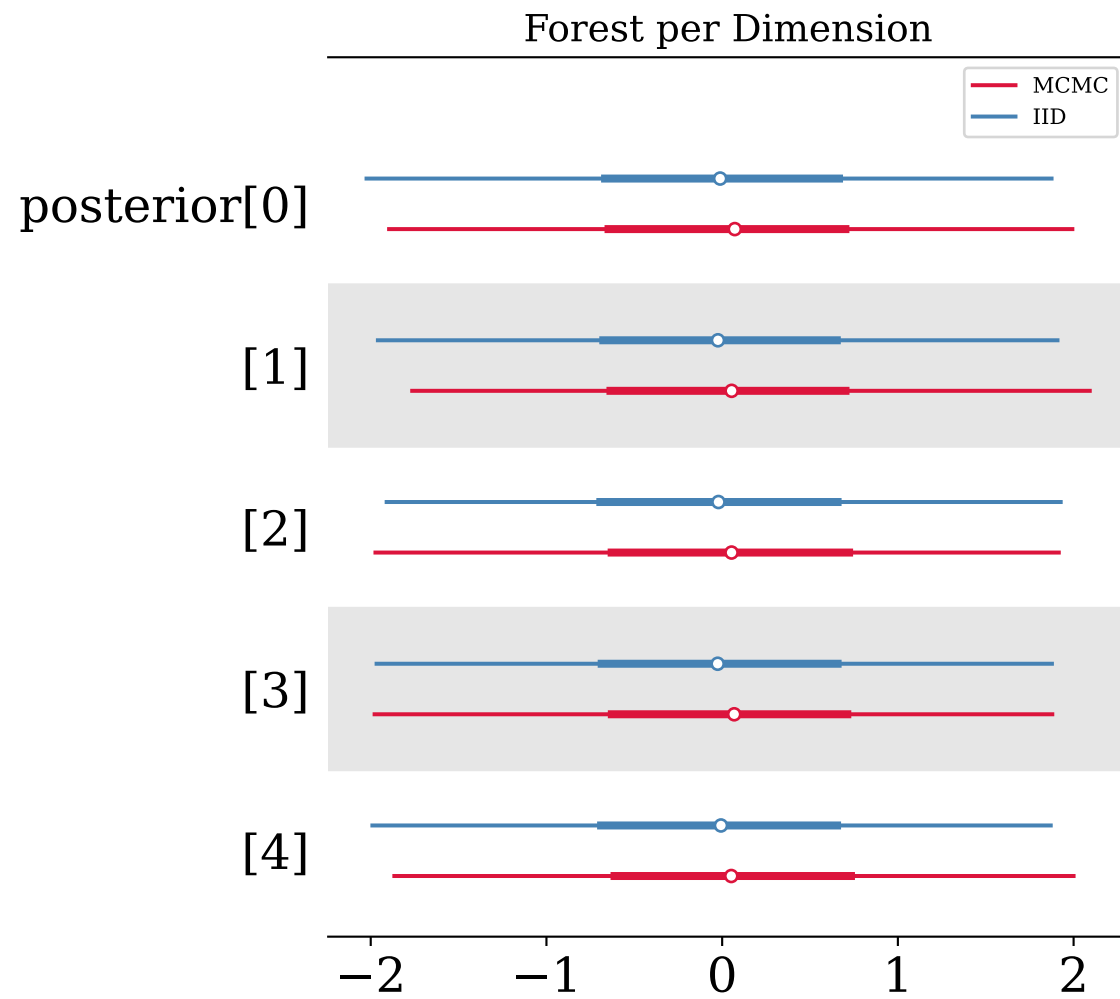 Forest per Dimension
MCMC
IID
posterior[0]
[1]
[2]
[3]
[4]
−2 −1 0 1 2